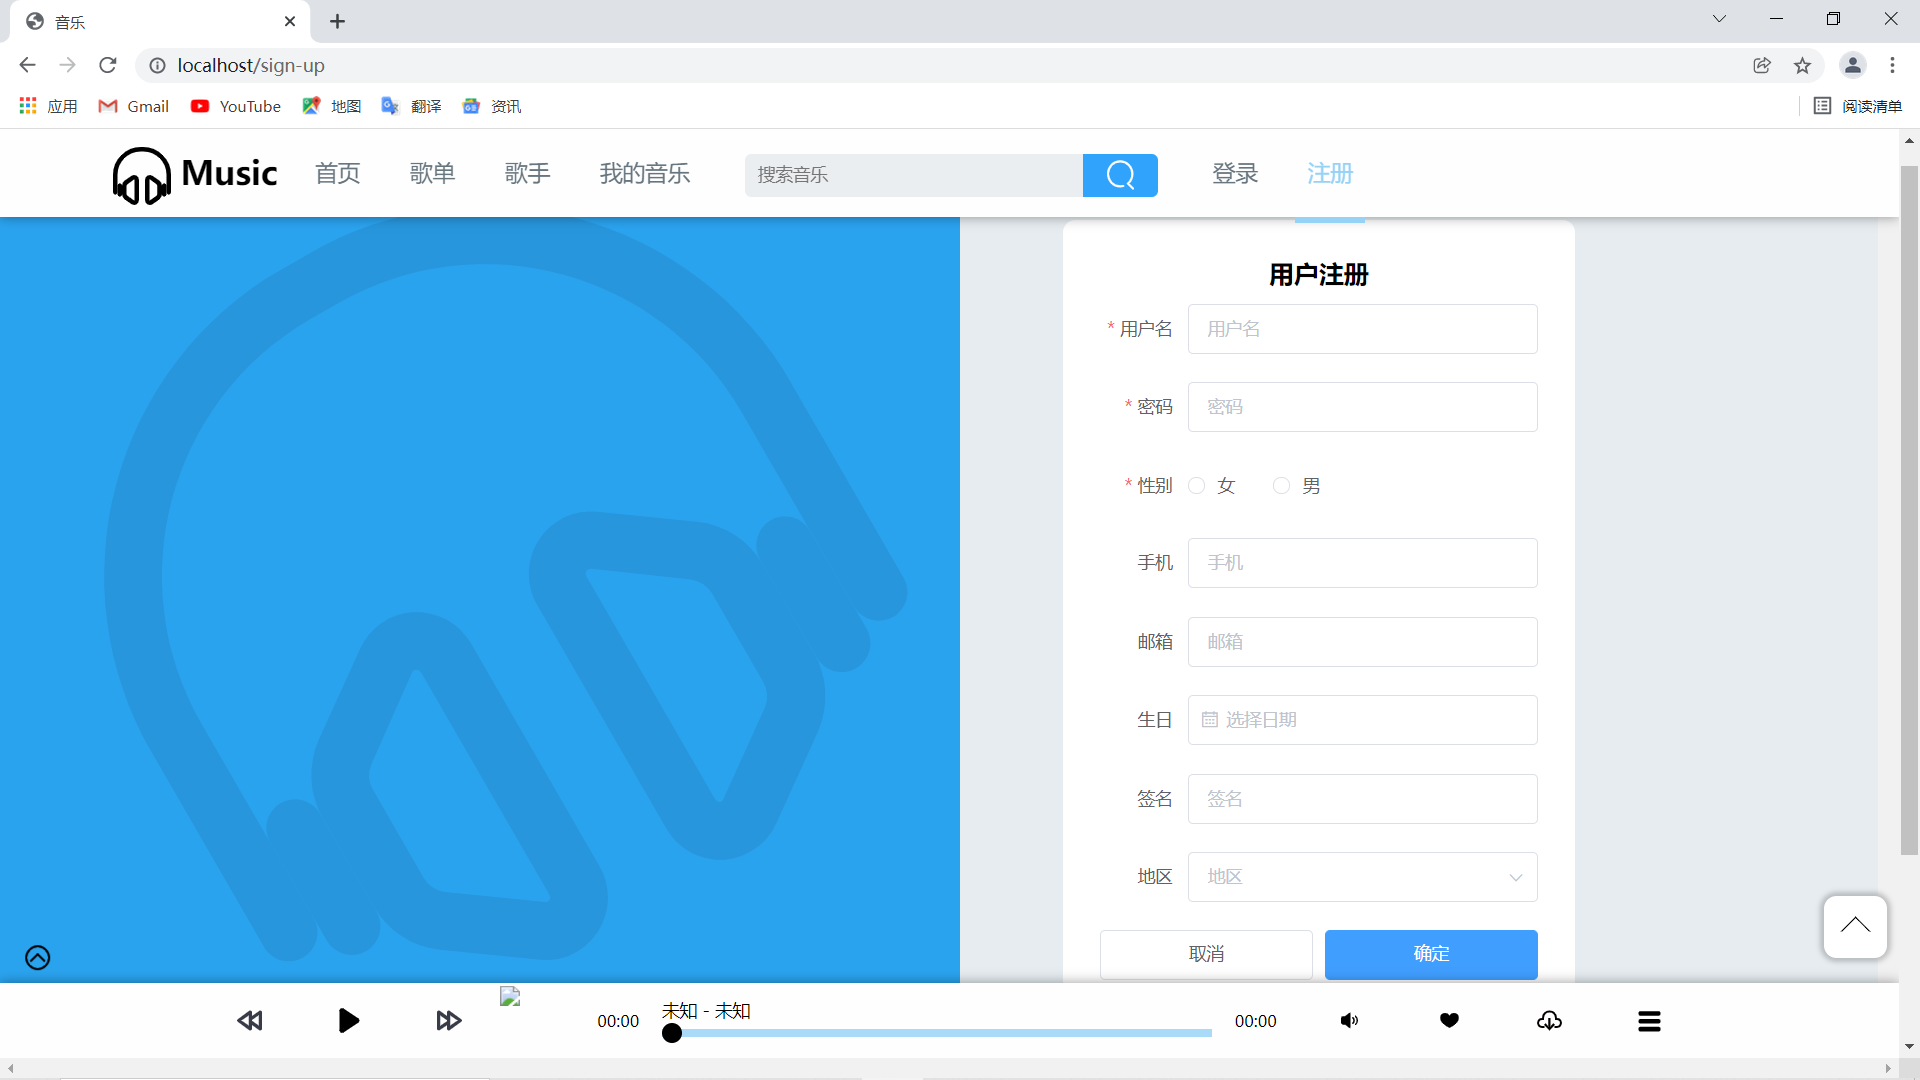 音乐
localhost/sign-up
应用 Gmail YouTube 地图 翻译 资讯 阅读清单
Music 首页 歌单 歌手 我的音乐 搜索音乐 登录 注册
用户注册
* 用户名 用户名
* 密码 密码
* 性别 女 男
手机 手机
邮箱 邮箱
生日 选择日期
签名 签名
地区 地区
取消 确定
未知 - 未知
00:00 00:00